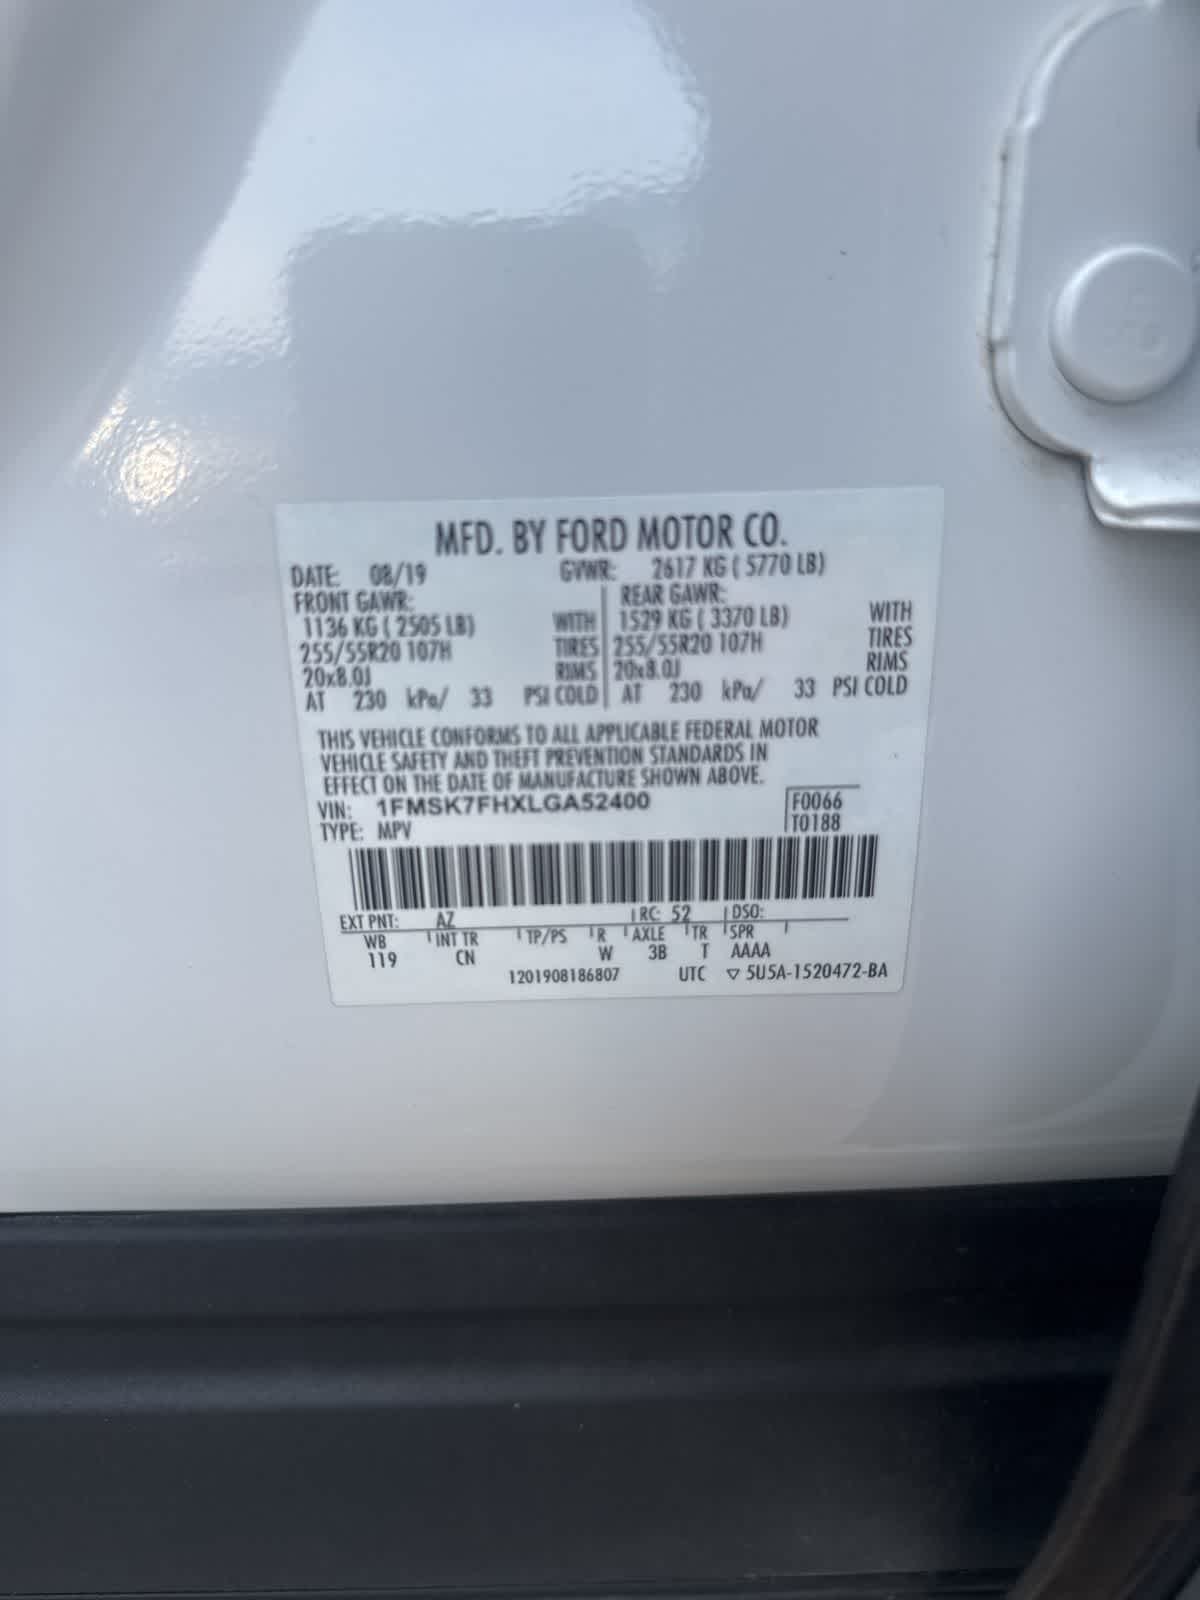 MFD. BY FORD MOTOR CO.
DATE: 08/19 GVWR: 2617 KG ( 5770 LB)
FRONT GAWR: REAR GAWR:
1136 KG ( 2505 LB) WITH 1529 KG ( 3370 LB) WITH
255/55R20 107H TIRES 255/55R20 107H TIRES
20x8.0J RIMS 20x8.0J RIMS
AT 230 kPa/ 33 PSI COLD AT 230 kPa/ 33 PSI COLD
THIS VEHICLE CONFORMS TO ALL APPLICABLE FEDERAL MOTOR
VEHICLE SAFETY AND THEFT PREVENTION STANDARDS IN
EFFECT ON THE DATE OF MANUFACTURE SHOWN ABOVE.
VIN: 1FMSK7FHXLGA52400 F0066
TYPE: MPV T0188
EXT PNT: AZ RC: 52 DSO:
WB INT TR TP/PS R AXLE TR SPR
119 CN W 3B T AAAA
1201908186807 UTC ▽ 5U5A-1520472-BA